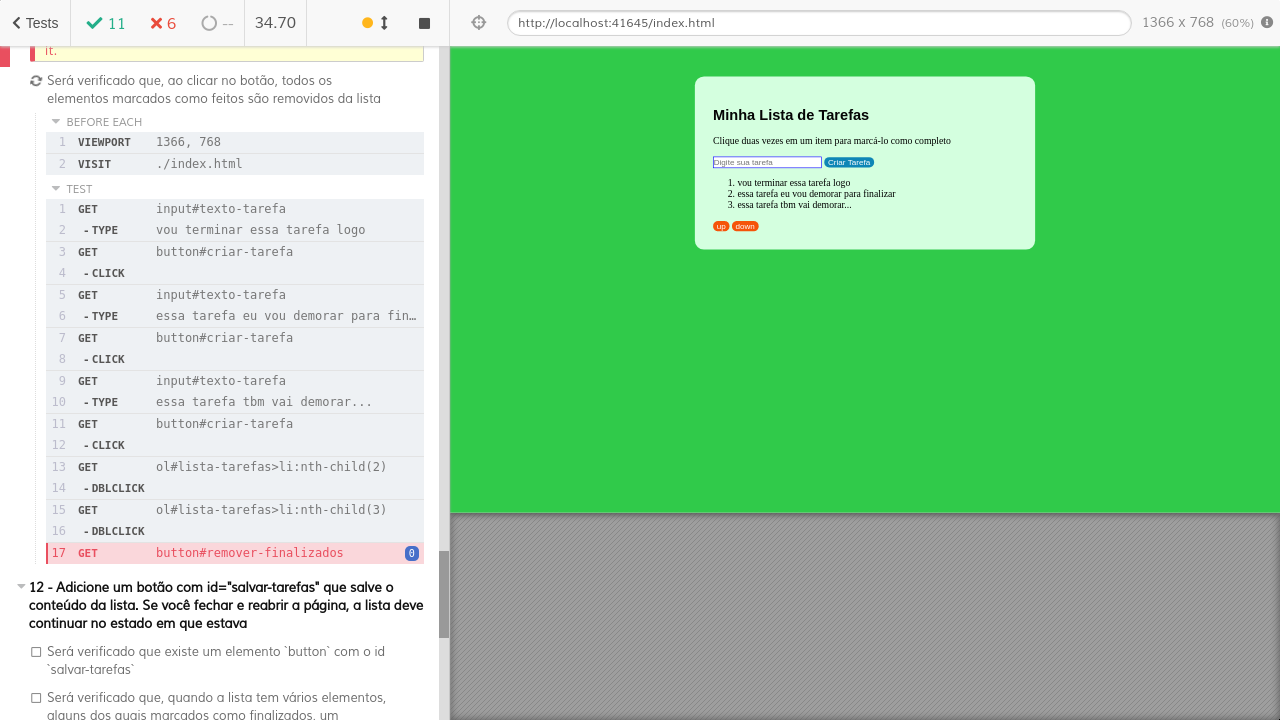 Tests
11
6
--
34.70
http://localhost:41645/index.html
1366 x 768 (60%)
it.
Será verificado que, ao clicar no botão, todos os
elementos marcados como feitos são removidos da lista
BEFORE EACH
1 VIEWPORT 1366, 768
2 VISIT ./index.html
TEST
1 GET input#texto-tarefa
2 -TYPE vou terminar essa tarefa logo
3 GET button#criar-tarefa
4 -CLICK
5 GET input#texto-tarefa
6 -TYPE essa tarefa eu vou demorar para fin…
7 GET button#criar-tarefa
8 -CLICK
9 GET input#texto-tarefa
10 -TYPE essa tarefa tbm vai demorar...
11 GET button#criar-tarefa
12 -CLICK
13 GET ol#lista-tarefas>li:nth-child(2)
14 -DBLCLICK
15 GET ol#lista-tarefas>li:nth-child(3)
16 -DBLCLICK
17 GET button#remover-finalizados 0
12 - Adicione um botão com id="salvar-tarefas" que salve o
conteúdo da lista. Se você fechar e reabrir a página, a lista deve
continuar no estado em que estava
Será verificado que existe um elemento `button` com o id
`salvar-tarefas`
Será verificado que, quando a lista tem vários elementos,
alguns dos quais marcados como finalizados, um
Minha Lista de Tarefas
Clique duas vezes em um item para marcá-lo como completo
Digite sua tarefa Criar Tarefa
1. vou terminar essa tarefa logo
2. essa tarefa eu vou demorar para finalizar
3. essa tarefa tbm vai demorar...
up down